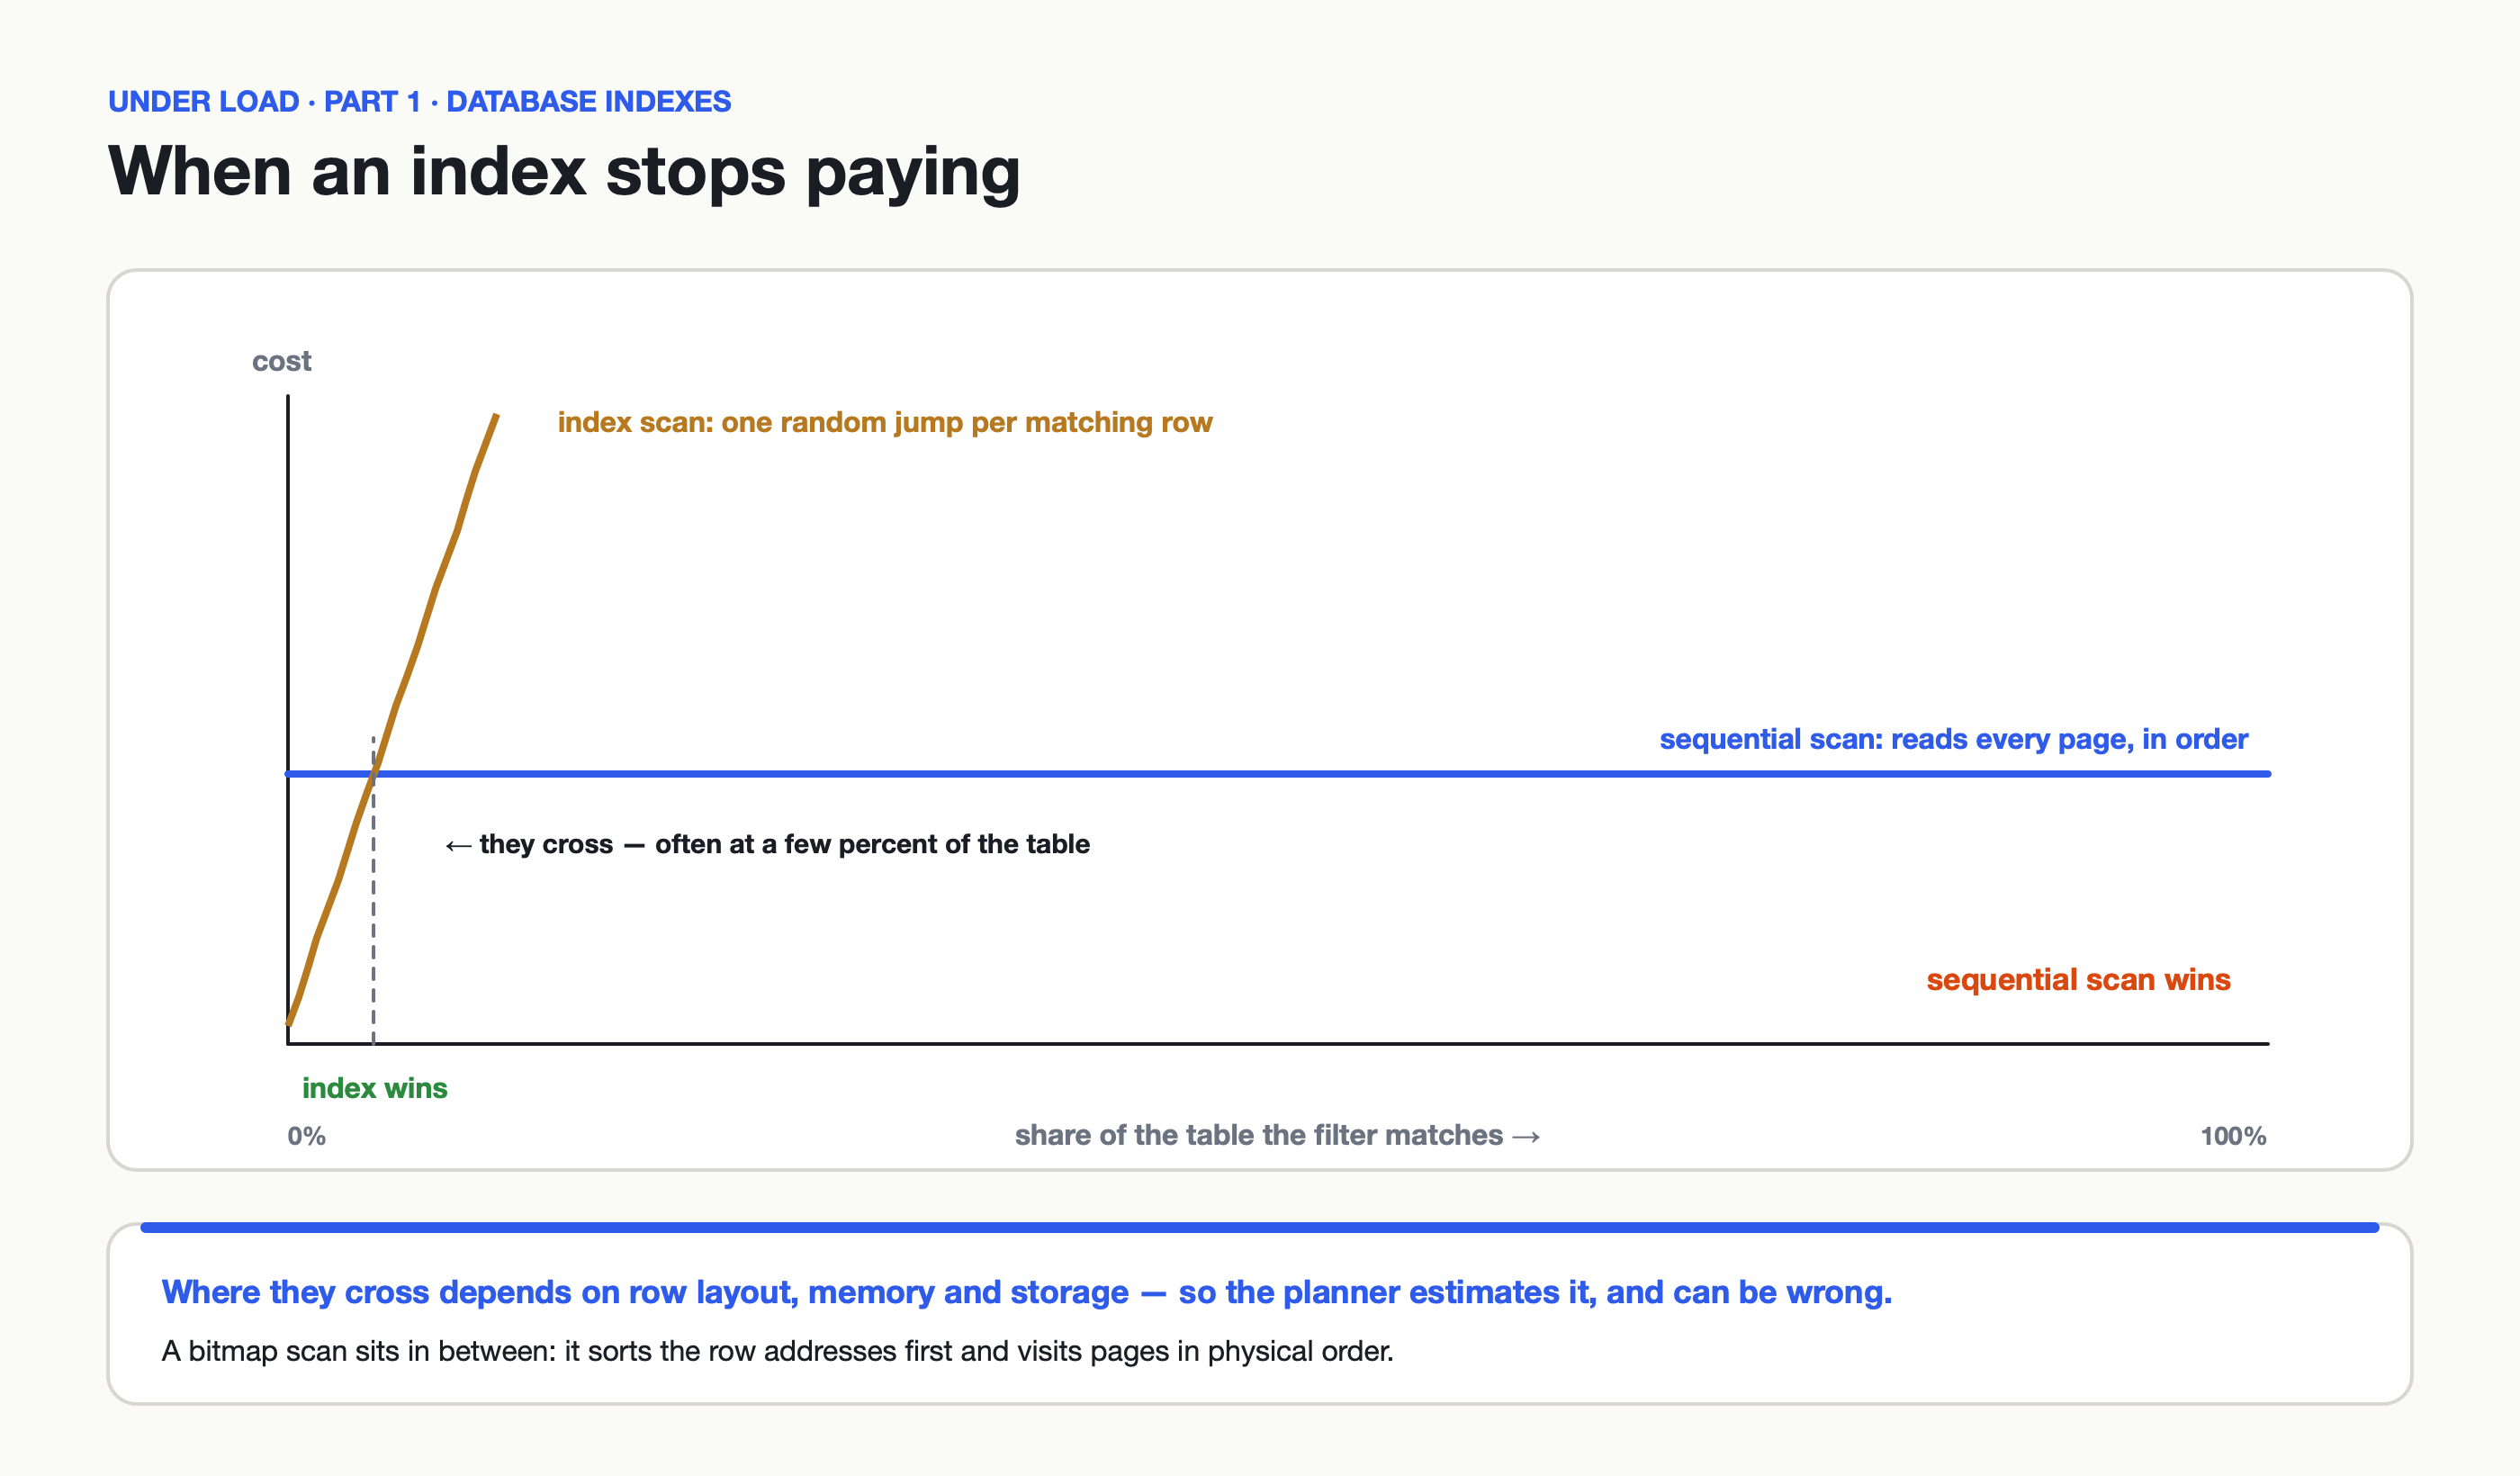 UNDER LOAD · PART 1 · DATABASE INDEXES
When an index stops paying
cost
index scan: one random jump per matching row
sequential scan: reads every page, in order
← they cross — often at a few percent of the table
sequential scan wins
index wins
0%
share of the table the filter matches →
100%
Where they cross depends on row layout, memory and storage — so the planner estimates it, and can be wrong.
A bitmap scan sits in between: it sorts the row addresses first and visits pages in physical order.